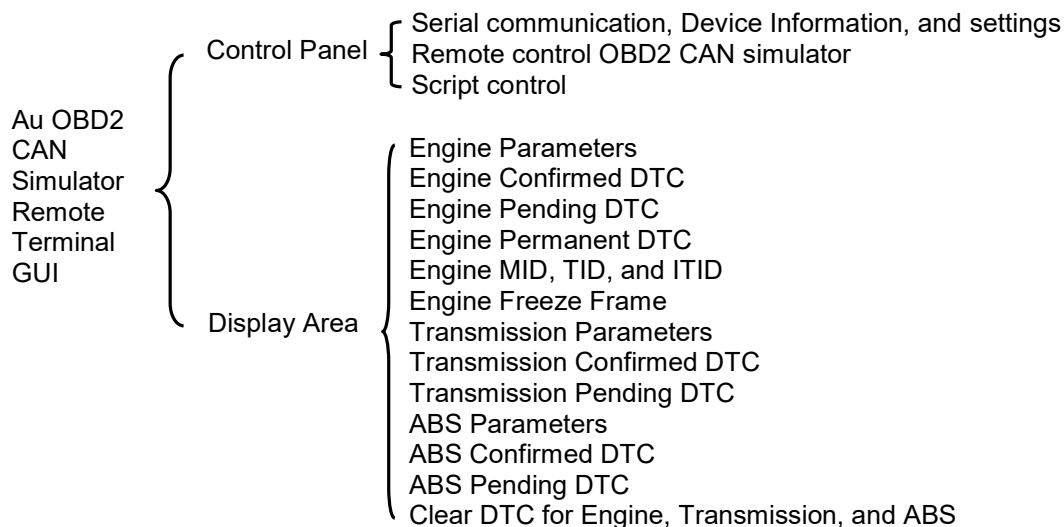 Au OBD2
CAN
Simulator
Remote
Terminal
GUI
Control Panel
Serial communication, Device Information, and settings
Remote control OBD2 CAN simulator
Script control
Display Area
Engine Parameters
Engine Confirmed DTC
Engine Pending DTC
Engine Permanent DTC
Engine MID, TID, and ITID
Engine Freeze Frame
Transmission Parameters
Transmission Confirmed DTC
Transmission Pending DTC
ABS Parameters
ABS Confirmed DTC
ABS Pending DTC
Clear DTC for Engine, Transmission, and ABS